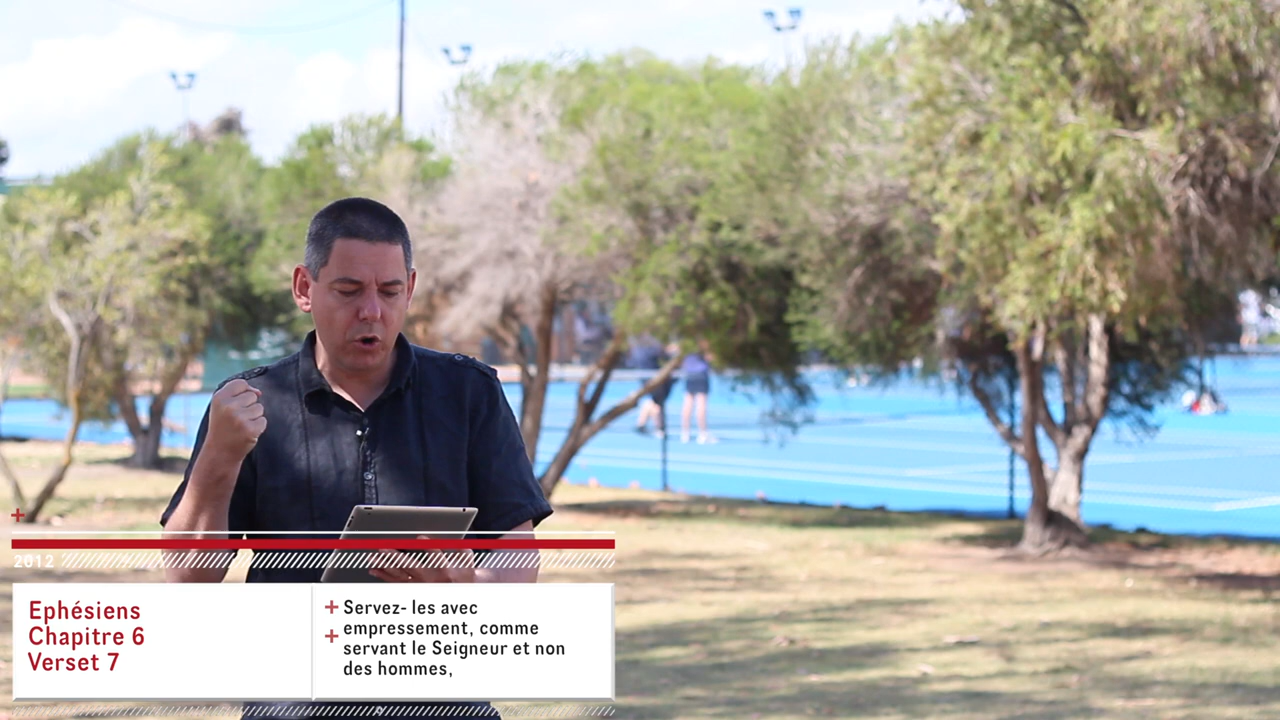 2012
Ephésiens
Chapitre 6
Verset 7
Servez- les avec
empressement, comme
servant le Seigneur et non
des hommes,